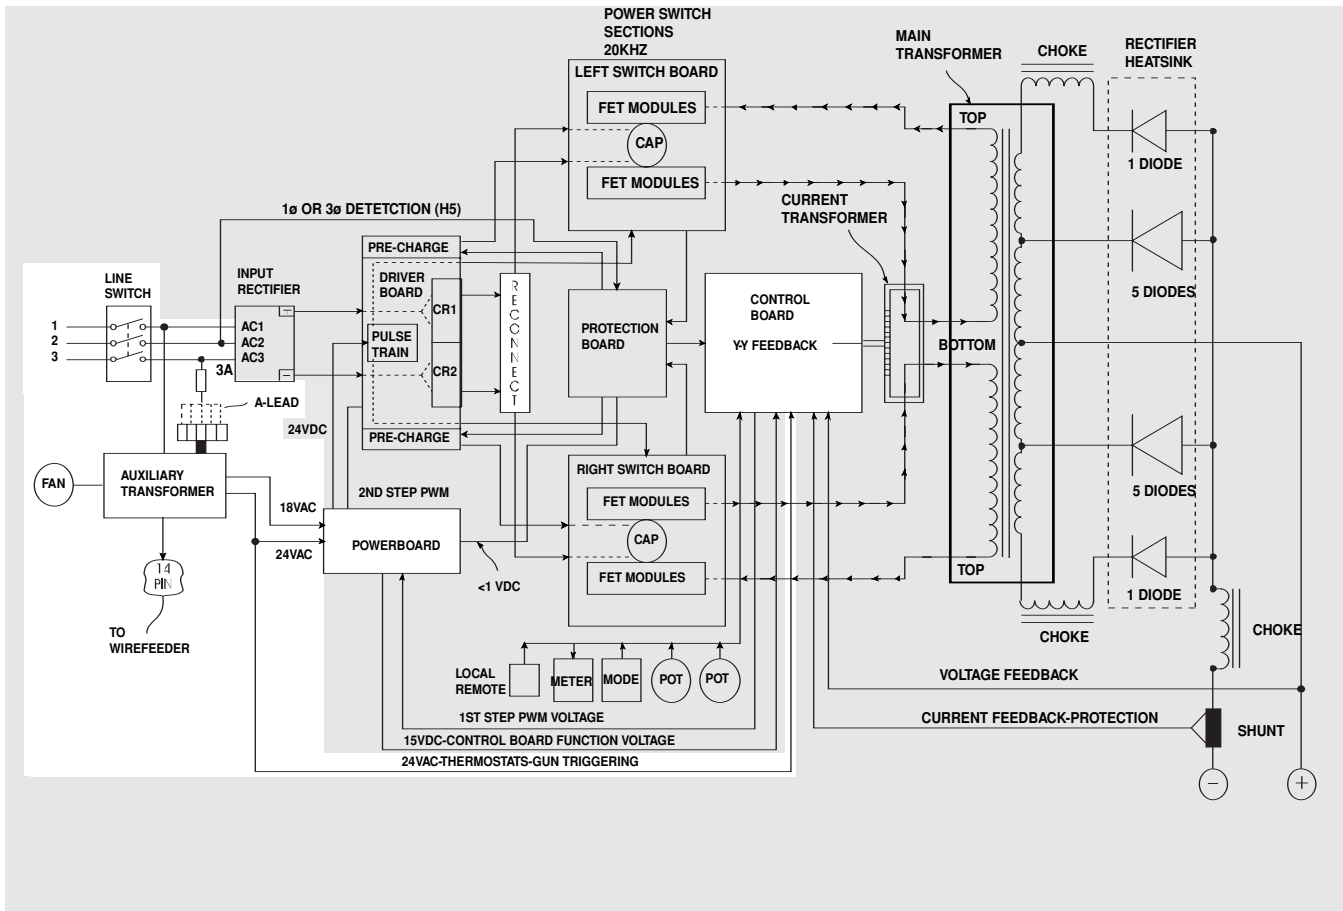 POWER SWITCH
SECTIONS
20KHZ
MAIN
TRANSFORMER
CHOKE
RECTIFIER
HEATSINK
LEFT SWITCH BOARD
FET MODULES
CAP
FET MODULES
TOP
1 DIODE
CURRENT
TRANSFORMER
1ø OR 3ø DETETCTION (H5)
PRE-CHARGE
LINE
SWITCH
INPUT
RECTIFIER
DRIVER
BOARD
CR1
RECONNECT
PROTECTION
BOARD
CONTROL
BOARD
Y-Y FEEDBACK
5 DIODES
1
2
3
AC1
AC2
AC3
+
−
3A
PULSE
TRAIN
CR2
BOTTOM
A-LEAD
24VDC
PRE-CHARGE
FAN
AUXILIARY
TRANSFORMER
RIGHT SWITCH BOARD
FET MODULES
CAP
FET MODULES
5 DIODES
2ND STEP PWM
18VAC
24VAC
POWERBOARD
<1 VDC
TOP
1 DIODE
14
PIN
TO
WIREFEEDER
CHOKE
CHOKE
LOCAL
REMOTE
METER
MODE
POT
POT
VOLTAGE FEEDBACK
1ST STEP PWM VOLTAGE
CURRENT FEEDBACK-PROTECTION
SHUNT
15VDC-CONTROL BOARD FUNCTION VOLTAGE
24VAC-THERMOSTATS-GUN TRIGGERING
−
+